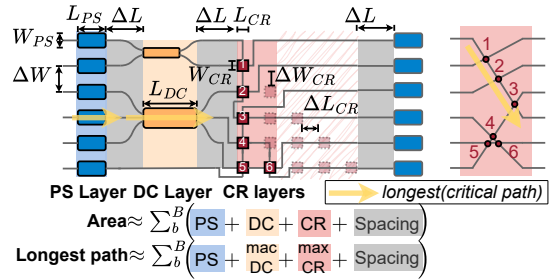 L_PS ΔL ΔL L_CR ΔL
W_PS
ΔW
W_CR
ΔW_CR
L_DC
ΔL_CR
1
2
3
4
5 6
1
2
3
4
5 6
PS Layer DC Layer CR layers
longest(critical path)
Area≈ ∑_b^B(PS + DC + CR + Spacing)
Longest path≈ ∑_b^B(PS + mac DC + max CR + Spacing)